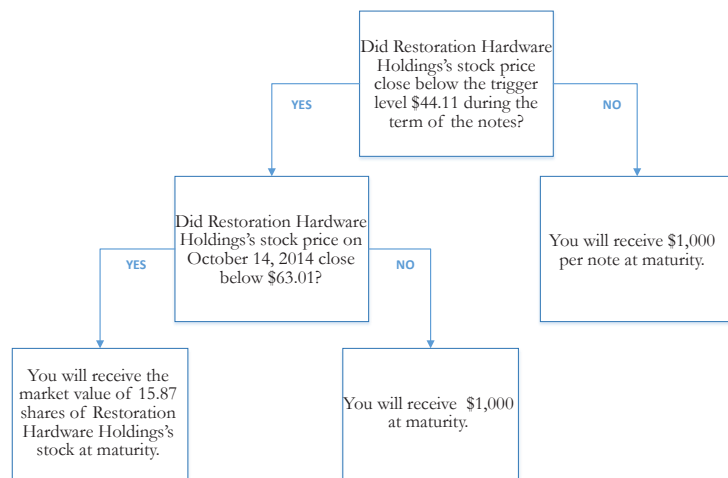 Did Restoration Hardware
Holdings's stock price
close below the trigger
level $44.11 during the
term of the notes?
YES
NO
Did Restoration Hardware
Holdings's stock price on
October 14, 2014 close
below $63.01?
You will receive $1,000
per note at maturity.
YES
NO
You will receive the
market value of 15.87
shares of Restoration
Hardware Holdings's
stock at maturity.
You will receive $1,000
at maturity.